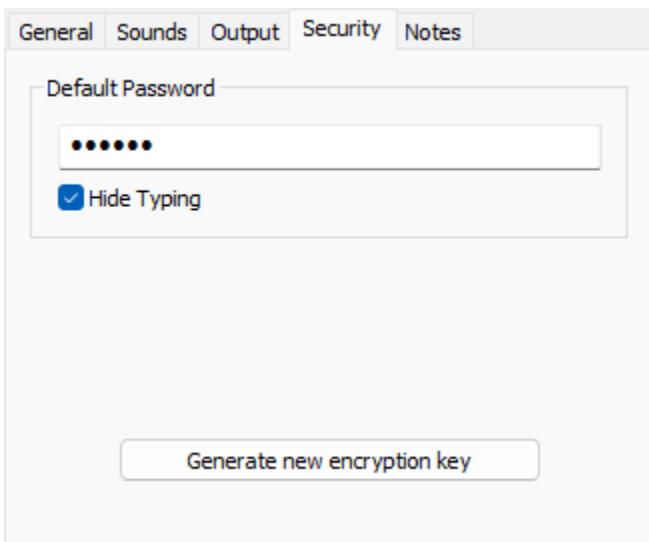 General Sounds Output Security Notes
Default Password
••••••
Hide Typing
Generate new encryption key